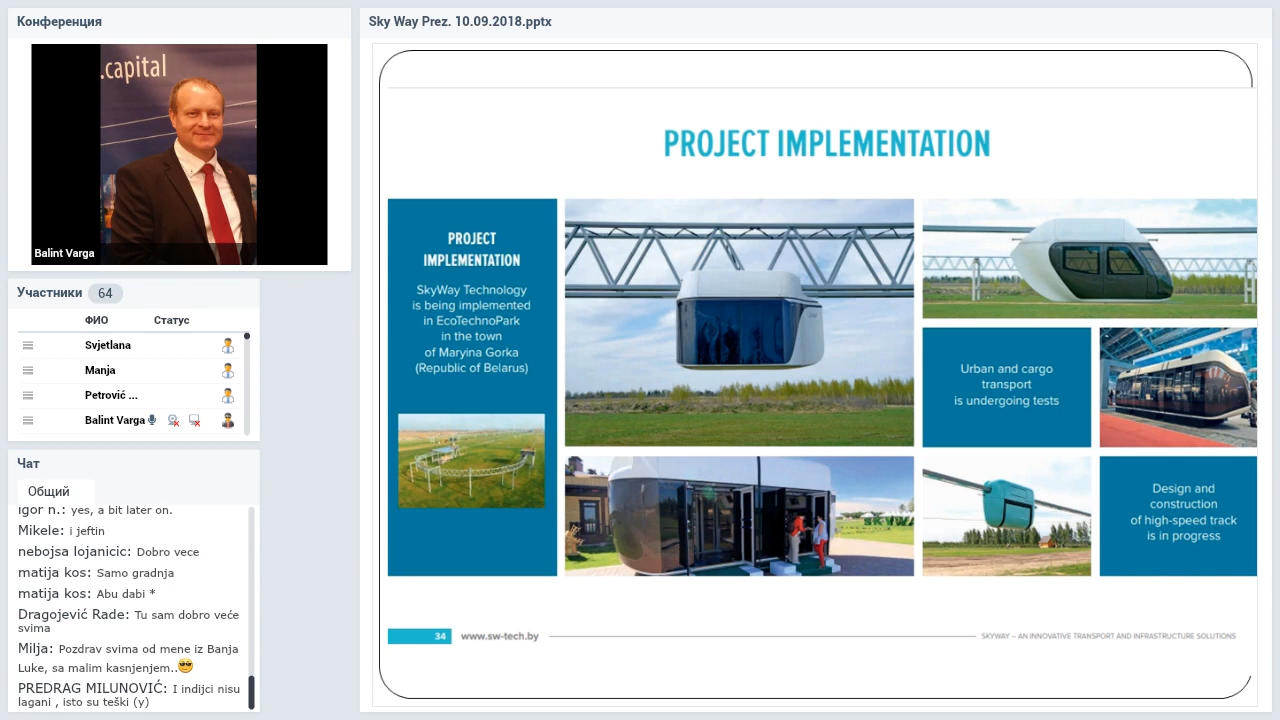 Конференция
.capital
Balint Varga
Участники 64
ФИО Статус
Svjetlana
Manja
Petrović ...
Balint Varga
Чат
Общий
igor n.: yes, a bit later on.
Mikele: i jeftin
nebojsa lojanicic: Dobro vece
matija kos: Samo gradnja
matija kos: Abu dabi *
Dragojević Rade: Tu sam dobro veće
svima
Milja: Pozdrav svima od mene iz Banja
Luke, sa malim kasnjenjem..
PREDRAG MILUNOVIĆ: I indijci nisu
lagani , isto su teški (y)
Sky Way Prez. 10.09.2018.pptx
PROJECT IMPLEMENTATION
PROJECT
IMPLEMENTATION
SkyWay Technology
is being implemented
in EcoTechnoPark
in the town
of Maryina Gorka
(Republic of Belarus)
Urban and cargo
transport
is undergoing tests
Design and
construction
of high-speed track
is in progress
34 www.sw-tech.by
SKYWAY – AN INNOVATIVE TRANSPORT AND INFRASTRUCTURE SOLUTIONS